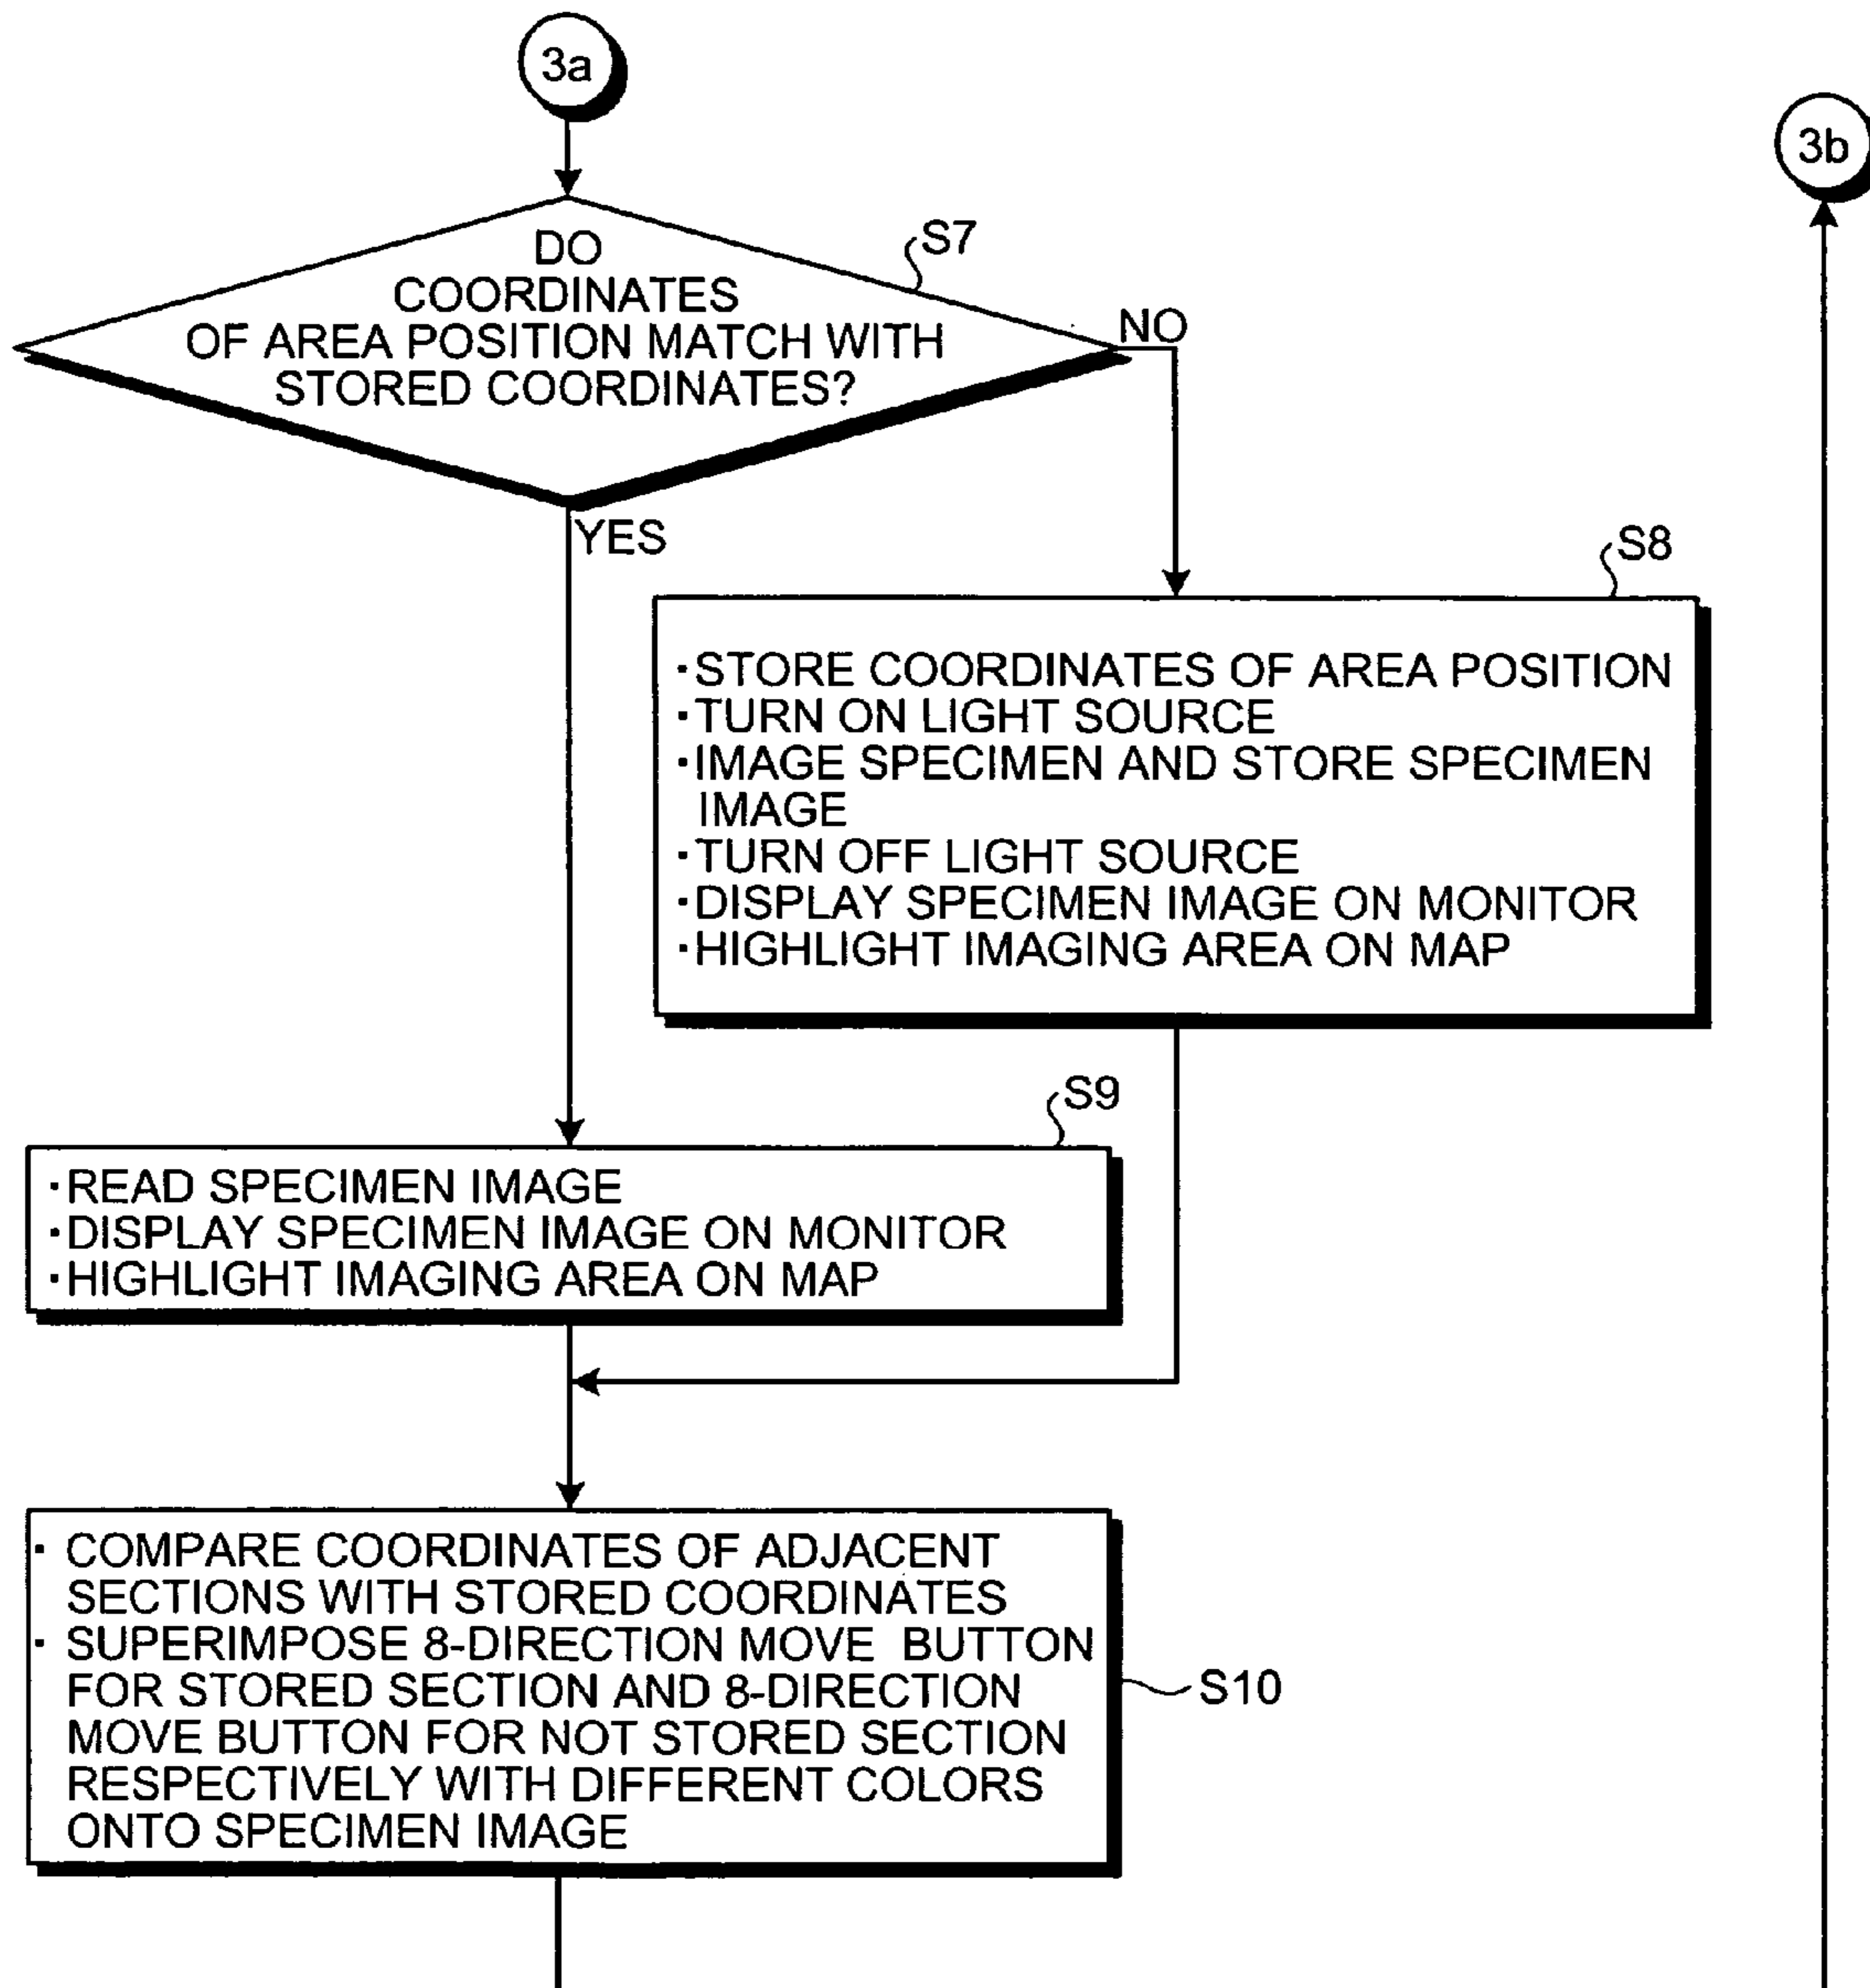 3a
3b
S7
DO
COORDINATES
OF AREA POSITION MATCH WITH
STORED COORDINATES?
NO
YES
S8
·STORE COORDINATES OF AREA POSITION
·TURN ON LIGHT SOURCE
·IMAGE SPECIMEN AND STORE SPECIMEN
IMAGE
·TURN OFF LIGHT SOURCE
·DISPLAY SPECIMEN IMAGE ON MONITOR
·HIGHLIGHT IMAGING AREA ON MAP
S9
·READ SPECIMEN IMAGE
·DISPLAY SPECIMEN IMAGE ON MONITOR
·HIGHLIGHT IMAGING AREA ON MAP
· COMPARE COORDINATES OF ADJACENT
SECTIONS WITH STORED COORDINATES
· SUPERIMPOSE 8-DIRECTION MOVE BUTTON
FOR STORED SECTION AND 8-DIRECTION
MOVE BUTTON FOR NOT STORED SECTION
RESPECTIVELY WITH DIFFERENT COLORS
ONTO SPECIMEN IMAGE
S10